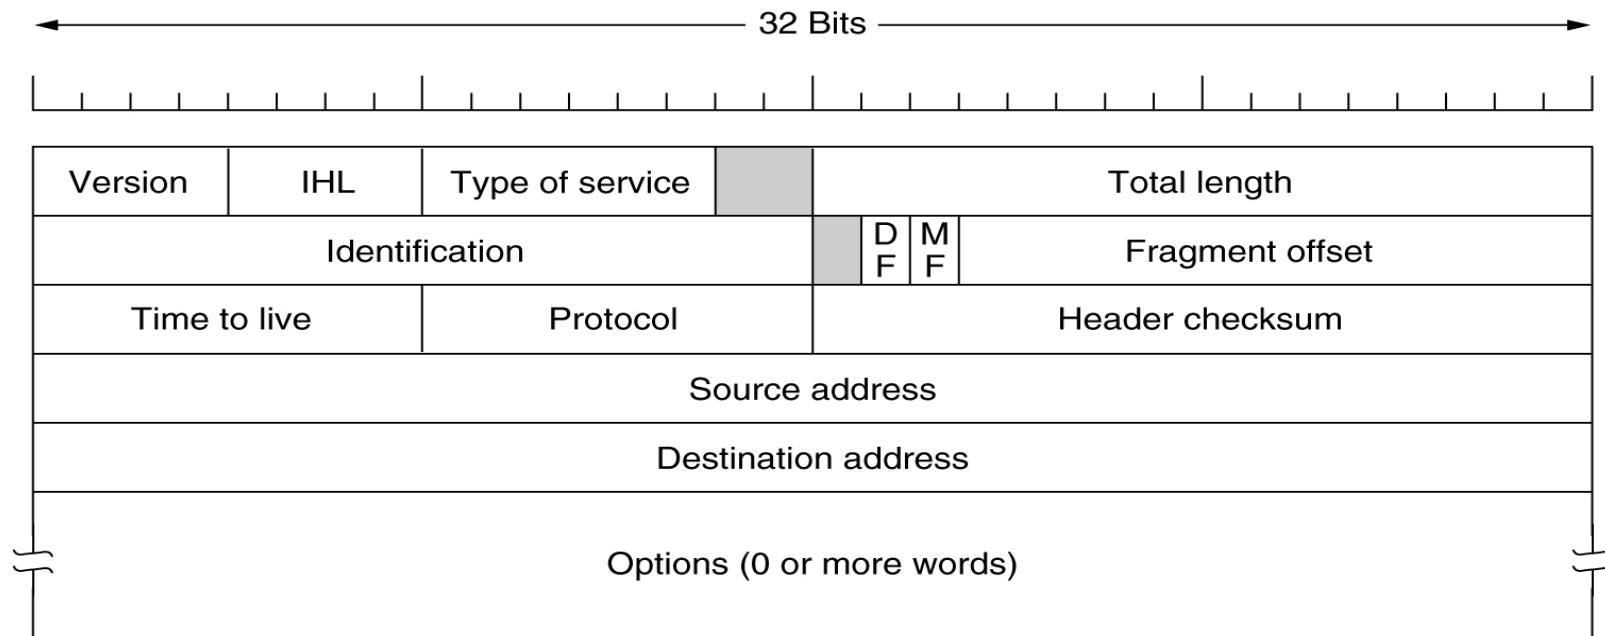 32 Bits
Version IHL Type of service Total length
Identification D F M F Fragment offset
Time to live Protocol Header checksum
Source address
Destination address
Options (0 or more words)